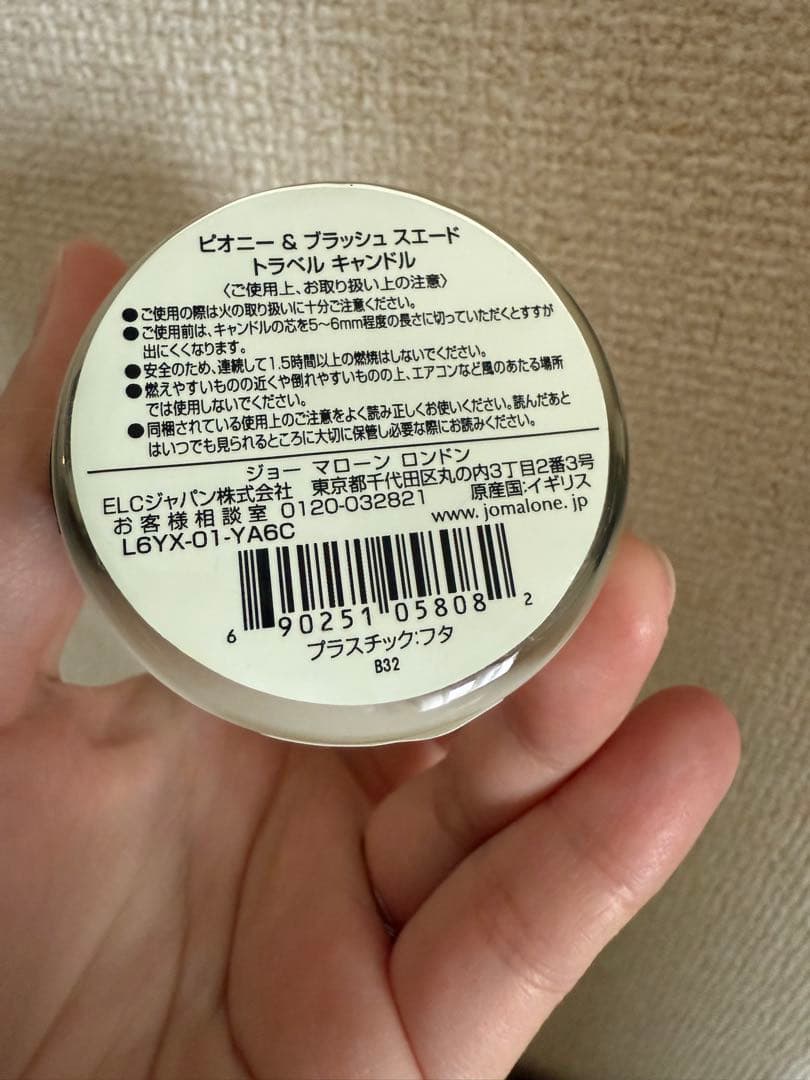 ピオニー & ブラッシュ スエード
トラベル キャンドル
〈ご使用上、お取り扱い上の注意〉
●ご使用の際は火の取り扱いに十分ご注意ください。
●ご使用前は、キャンドルの芯を5〜6mm程度の長さに切っていただくとすすが
出にくくなります。
●安全のため、連続して1.5時間以上の燃焼はしないでください。
●燃えやすいものの近くや倒れやすいものの上、エアコンなど風のあたる場所
では使用しないでください。
●同梱されている使用上のご注意をよく読み正しくお使いください。読んだあと
はいつでも見られるところに大切に保管し必要な際にお読みください。
ジョー マローン ロンドン
ELCジャパン株式会社 東京都千代田区丸の内3丁目2番3号
お客様相談室 0120-032821 原産国:イギリス
www.jomalone.jp
L6YX-01-YA6C
6 90251 05808 2
プラスチック:フタ
B32